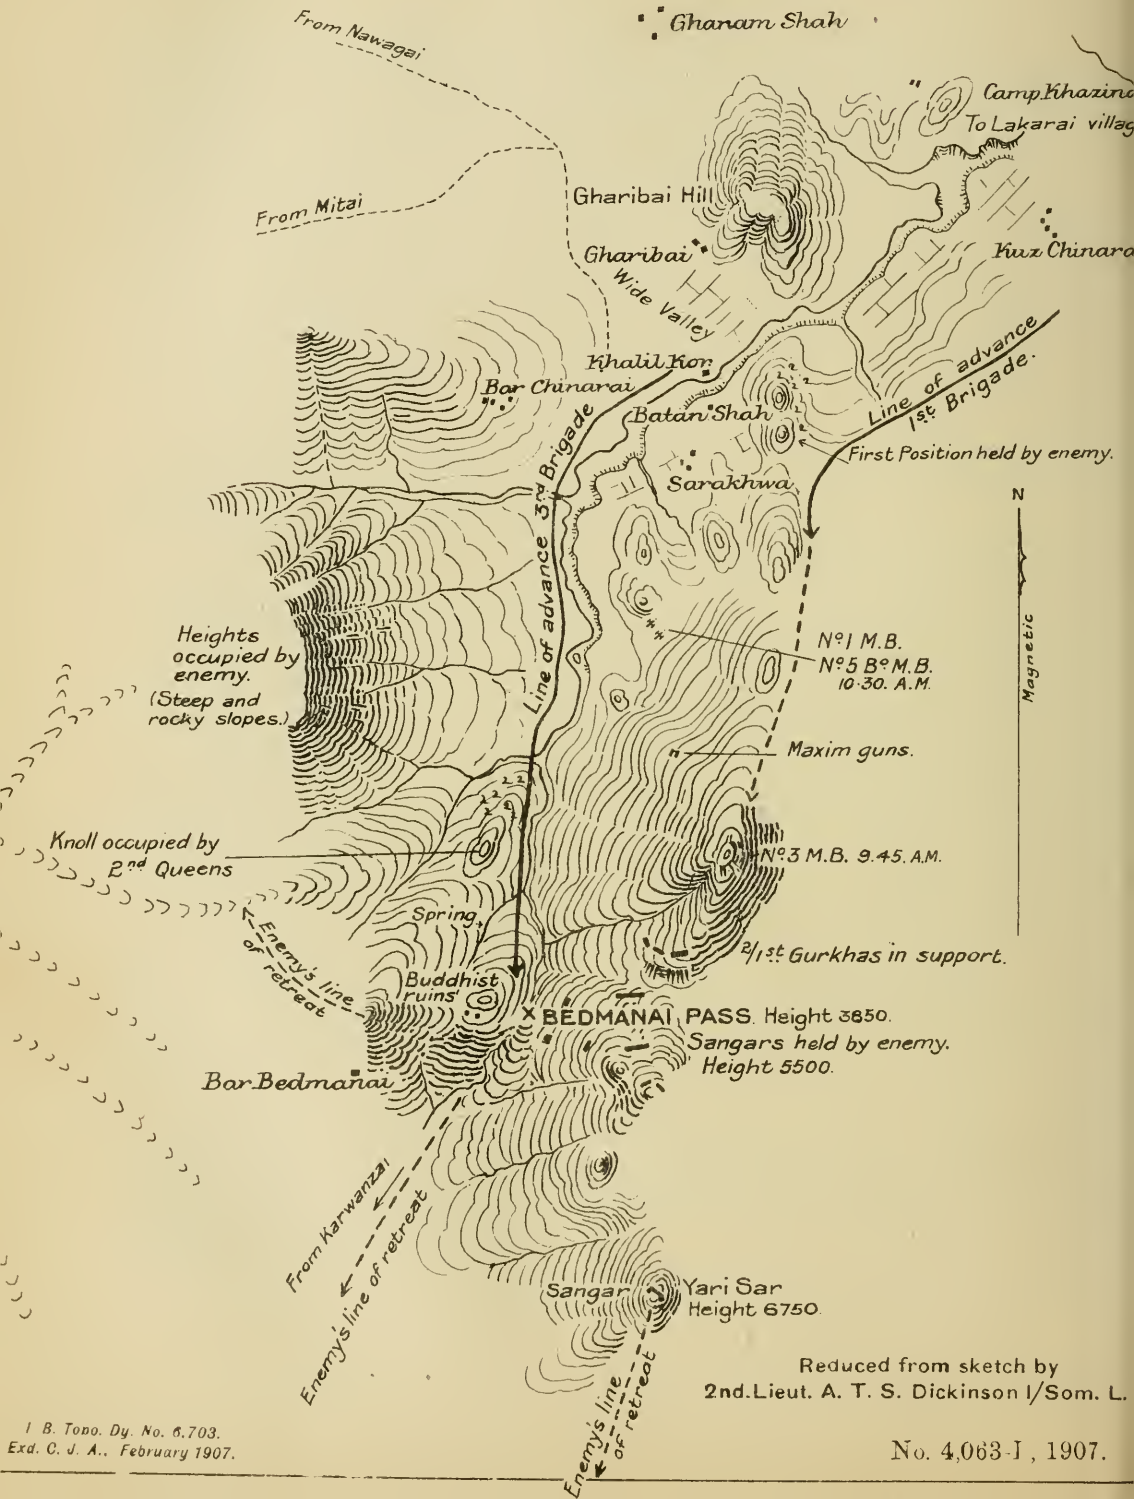 From Nawagai
Ghanam Shah
Camp Khazina
To Lakarai villag
From Mitai
Gharibai Hill
Gharibai
Wide Valley
Kuz Chinara
Khalil Kor
Bar Chinarai
Batan Shah
Line of advance
1st Brigade.
First Position held by enemy.
Sarakhwa
Line of advance 3rd Brigade
N
Magnetic
Heights
occupied by
enemy.
(Steep and
rocky slopes.)
No 1 M.B.
No 5 Bo M.B.
10·30. A.M.
Maxim guns.
Knoll occupied by
2nd Queens
No 3 M.B. 9.45. A.M.
Spring
Enemy's line
of retreat
2/1st Gurkhas in support.
Buddhist
ruins
× BEDMANAI PASS. Height 3850.
Sangars held by enemy.
Height 5500.
Bar Bedmanai
From Karwanzai
Enemy's line of retreat
Sangar
Yari Sar
Height 6750.
Enemy's line
of retreat
Reduced from sketch by
2nd. Lieut. A. T. S. Dickinson 1/Som. L.
I B. Topo. Dy. No. 6,703.
Exd. C. J. A., February 1907.
No. 4,063-I, 1907.